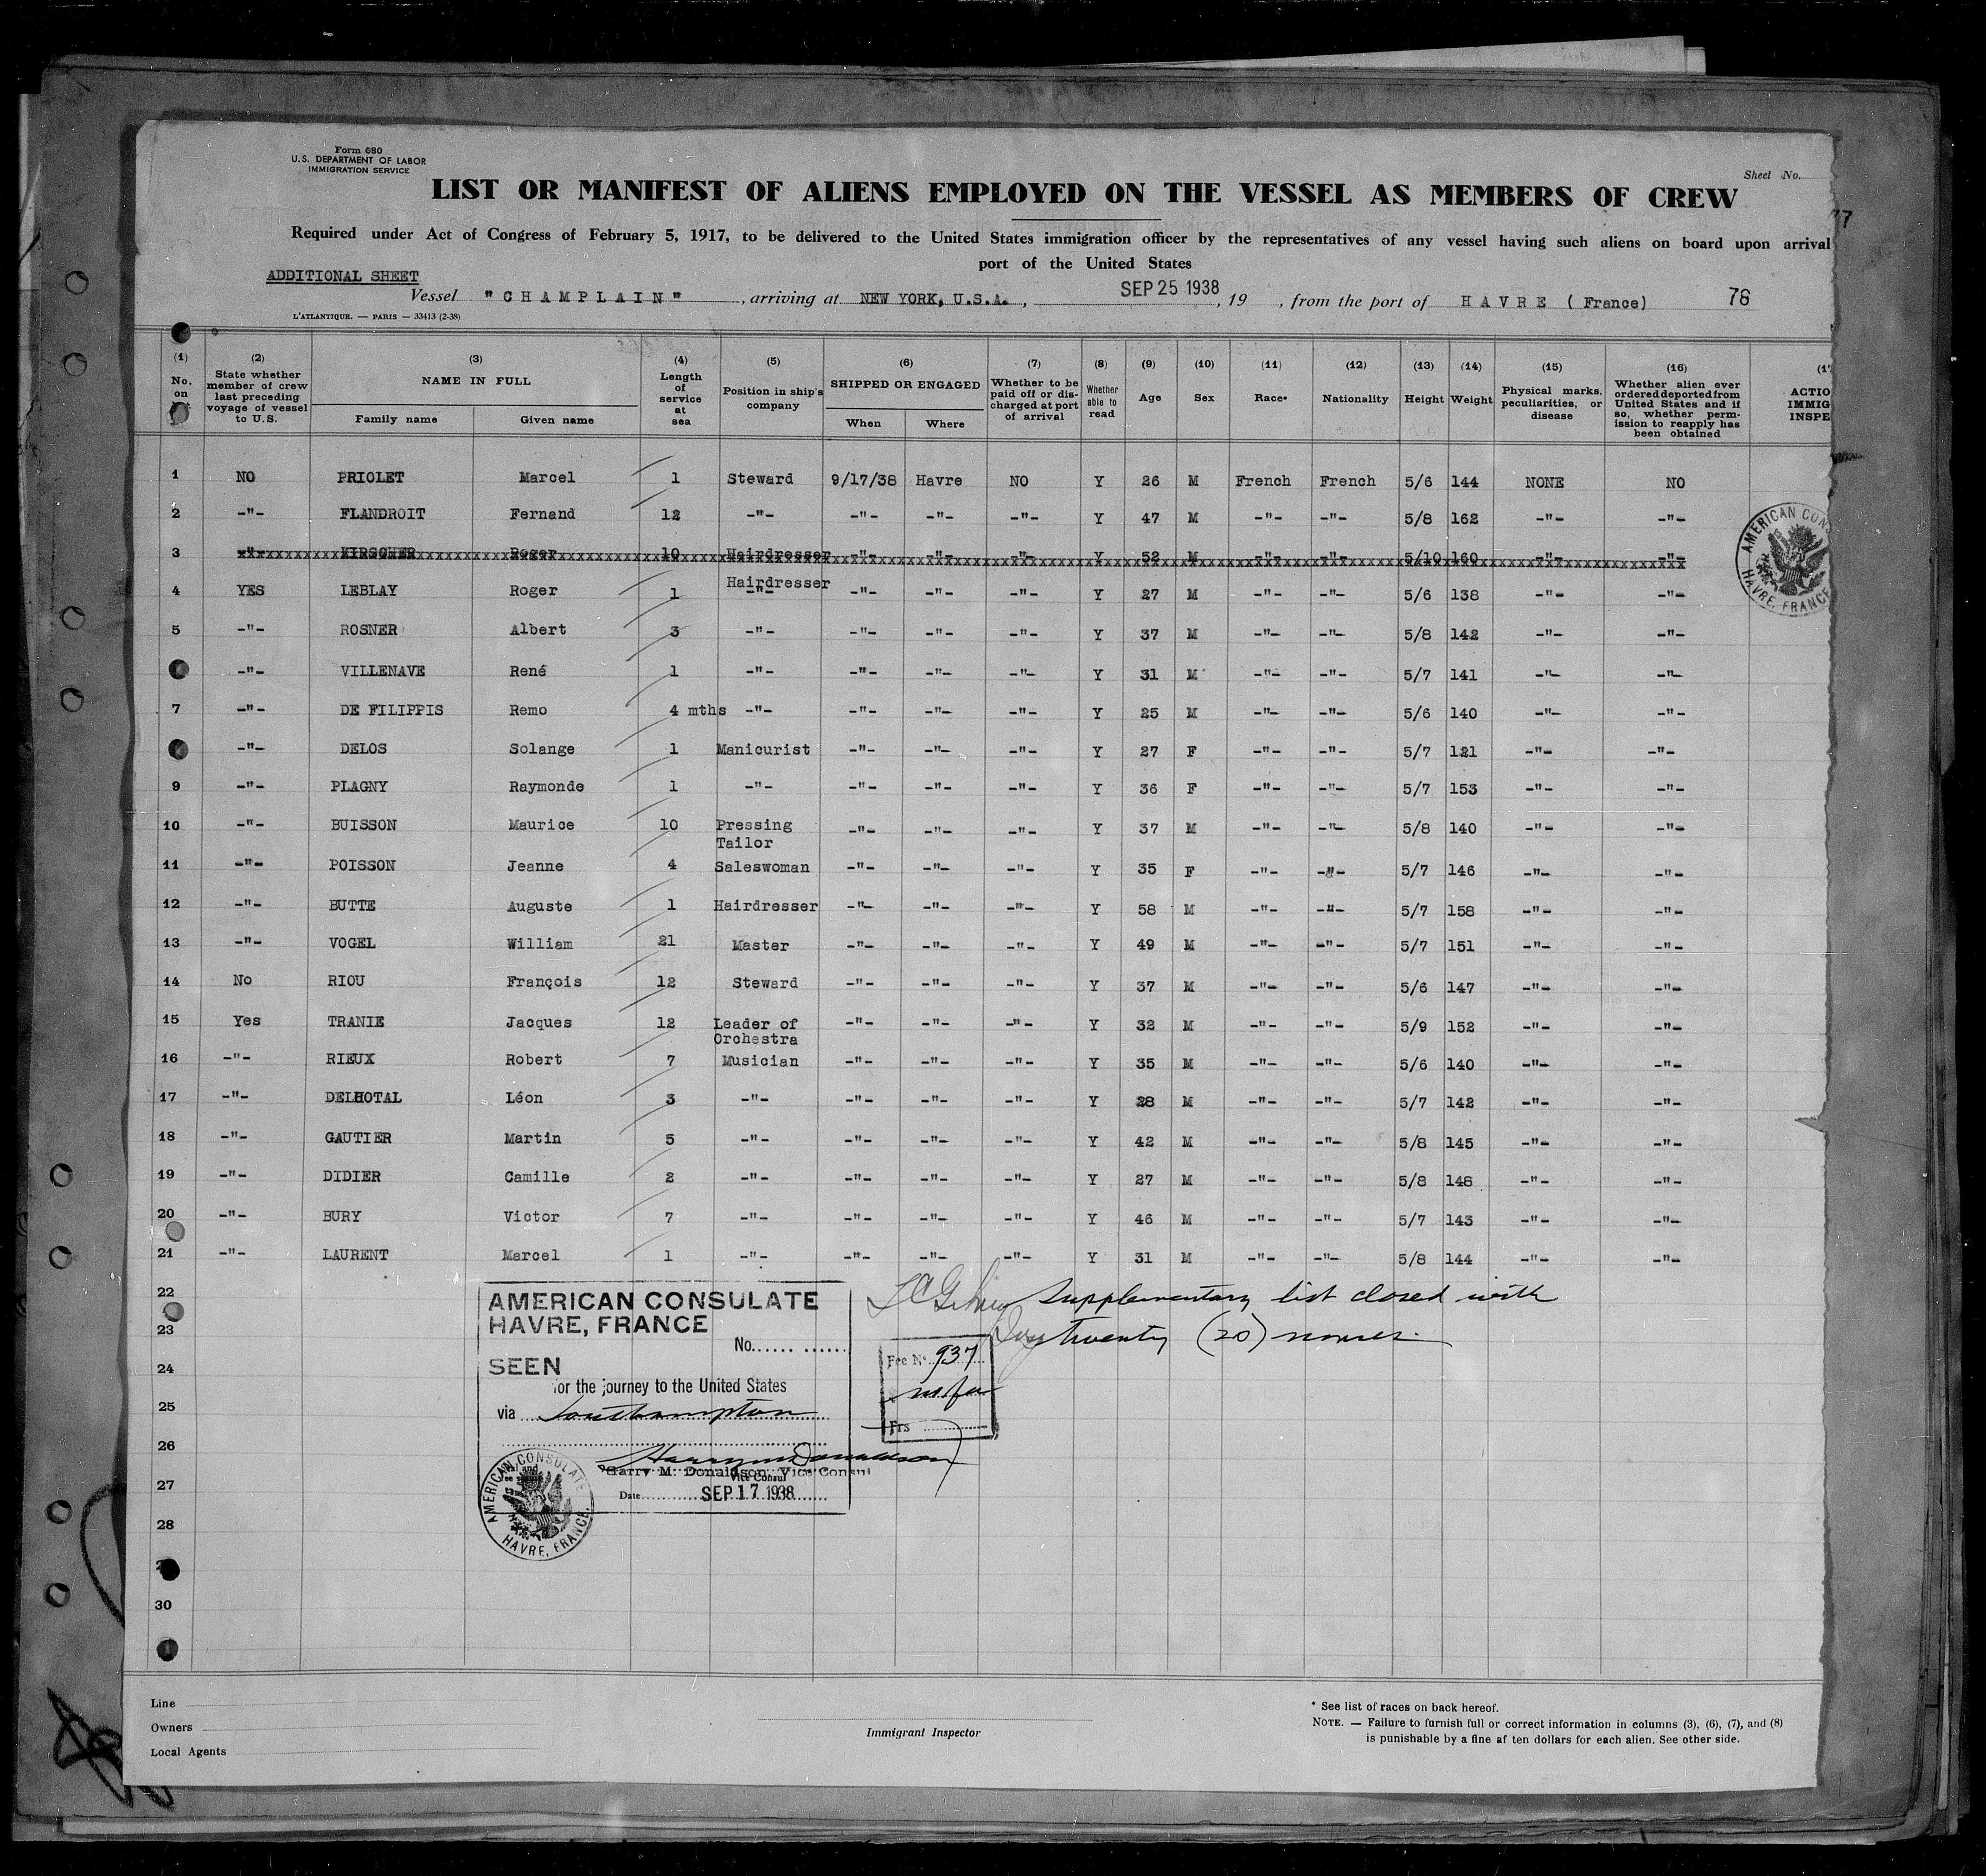 Form 680
U.S. DEPARTMENT OF LABOR
IMMIGRATION SERVICE
Sheet No.
LIST OR MANIFEST OF ALIENS EMPLOYED ON THE VESSEL AS MEMBERS OF CREW
77
Required under Act of Congress of February 5, 1917, to be delivered to the United States immigration officer by the representatives of any vessel having such aliens on board upon arrival
port of the United States
ADDITIONAL SHEET
Vessel "CHAMPLAIN", arriving at NEW YORK, U.S.A., SEP 25 1938, 19 , from the port of HAVRE (France) 78
L'ATLANTIQUE. — PARIS — 33413 (2-38)
(1) No. on (2) State whether member of crew last preceding voyage of vessel to U.S. (3) NAME IN FULL Family name Given name (4) Length of service at sea (5) Position in ship's company (6) SHIPPED OR ENGAGED When Where (7) Whether to be paid off or discharged at port of arrival (8) Whether able to read (9) Age (10) Sex (11) Race* (12) Nationality (13) Height (14) Weight (15) Physical marks, peculiarities, or disease (16) Whether alien ever ordered deported from United States and if so, whether permission to reapply has been obtained (1 ACTIO IMMIG INSPE
1 NO PRIOLET Marcel 1 Steward 9/17/38 Havre NO Y 26 M French French 5/6 144 NONE NO
2 -"- FLANDROIT Fernand 12 -"- -"- -"- -"- Y 47 M -"- -"- 5/8 162 -"- -"-
3 -"- KIRSCHER Roger 10 Hairdresser -"- -"- -"- Y 52 M -"- -"- 5/10 160 -"- -"-
4 YES LEBLAY Roger 1 Hairdresser -"- -"- -"- -"- Y 27 M -"- -"- 5/6 138 -"- -"-
5 -"- ROSNER Albert 3 -"- -"- -"- -"- Y 37 M -"- -"- 5/8 142 -"- -"-
-"- VILLENAVE René 1 -"- -"- -"- -"- Y 31 M -"- -"- 5/7 141 -"- -"-
7 -"- DE FILIPPIS Remo 4 mths -"- -"- -"- -"- Y 25 M -"- -"- 5/6 140 -"- -"-
-"- DELOS Solange 1 Manicurist -"- -"- -"- Y 27 F -"- -"- 5/7 121 -"- -"-
9 -"- PLAGNY Raymonde 1 -"- -"- -"- -"- Y 36 F -"- -"- 5/7 153 -"- -"-
10 -"- BUISSON Maurice 10 Pressing Tailor -"- -"- -"- Y 37 M -"- -"- 5/8 140 -"- -"-
11 -"- POISSON Jeanne 4 Saleswoman -"- -"- -"- Y 35 F -"- -"- 5/7 146 -"- -"-
12 -"- BUTTE Auguste 1 Hairdresser -"- -"- -"- Y 58 M -"- -"- 5/7 158 -"- -"-
13 -"- VOGEL William 21 Master -"- -"- -"- Y 49 M -"- -"- 5/7 151 -"- -"-
14 No RIOU François 12 Steward -"- -"- -"- Y 37 M -"- -"- 5/6 147 -"- -"-
15 Yes TRANIE Jacques 12 Leader of Orchestra -"- -"- -"- Y 32 M -"- -"- 5/9 152 -"- -"-
16 -"- RIEUX Robert 7 Musician -"- -"- -"- Y 35 M -"- -"- 5/6 140 -"- -"-
17 -"- DELHOTAL Léon 3 -"- -"- -"- -"- Y 28 M -"- -"- 5/7 142 -"- -"-
18 -"- GAUTIER Martin 5 -"- -"- -"- -"- Y 42 M -"- -"- 5/8 145 -"- -"-
19 -"- DIDIER Camille 2 -"- -"- -"- -"- Y 27 M -"- -"- 5/8 148 -"- -"-
20 -"- BURY Victor 7 -"- -"- -"- -"- Y 46 M -"- -"- 5/7 143 -"- -"-
21 -"- LAURENT Marcel 1 -"- -"- -"- -"- Y 31 M -"- -"- 5/8 144 -"- -"-
22
23
24
25
26
27
28
30
AMERICAN CONSULATE
HAVRE, FRANCE
No.
SEEN
for the journey to the United States
via Southampton
Harry M Donaldson
Harry M. Donaldson, Vice Consul
Vice Consul
Date SEP 17 1938
AMERICAN CONSULATE HAVRE, FRANCE.
Supplementary list closed with
twenty (20) names.
Fee No. 937
no fee
Frs
AMERICAN CON
HAVRE, FRANCE
Line
Owners
Local Agents
Immigrant Inspector
* See list of races on back hereof.
NOTE. — Failure to furnish full or correct information in columns (3), (6), (7), and (8)
is punishable by a fine af ten dollars for each alien. See other side.